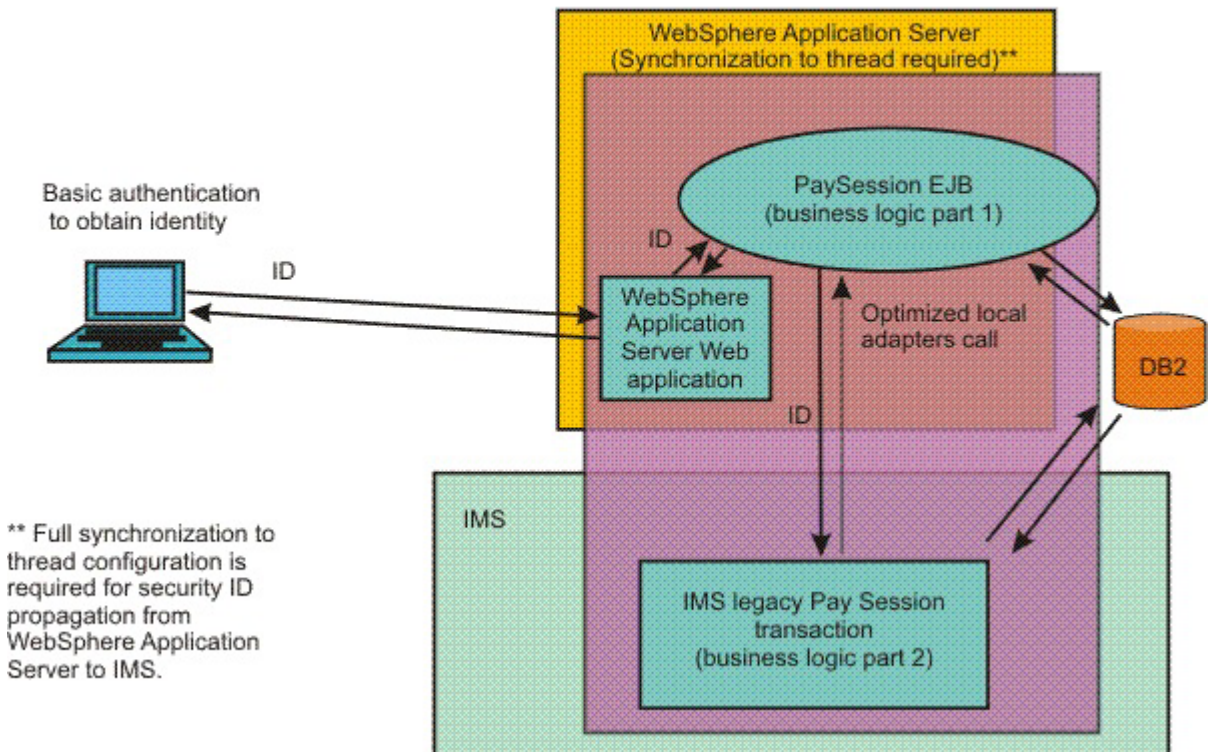 WebSphere Application Server
(Synchronization to thread required)**
PaySession EJB
(business logic part 1)
Basic authentication
to obtain identity
ID
ID
WebSphere
Application
Server Web
application
Optimized local
adapters call
DB2
ID
IMS
** Full synchronization to
thread configuration is
required for security ID
propagation from
WebSphere Application
Server to IMS.
IMS legacy Pay Session
transaction
(business logic part 2)